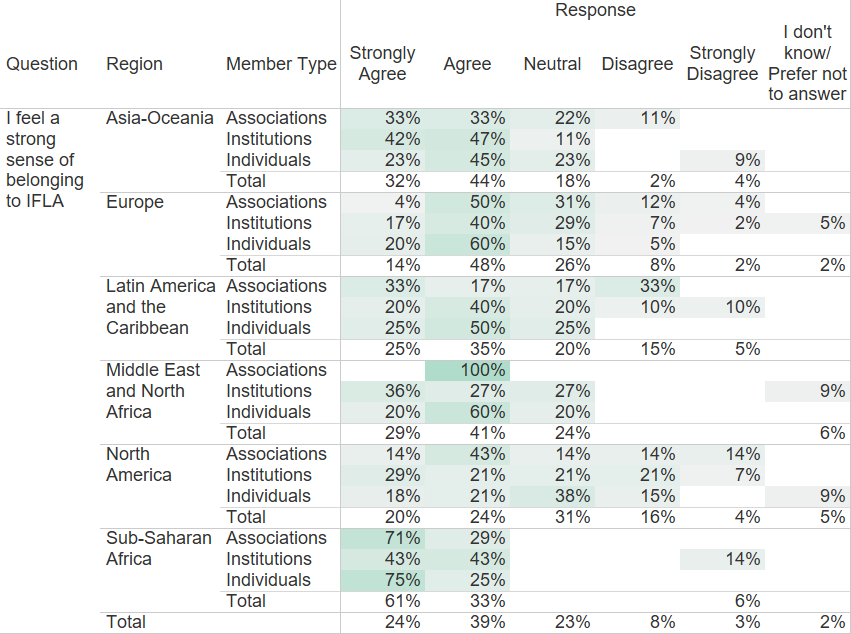 Response
Question Region Member Type Strongly Agree Agree Neutral Disagree Strongly Disagree I don't know/ Prefer not to answer
I feel a Asia-Oceania Associations 33% 33% 22% 11%
strong Institutions 42% 47% 11%
sense of Individuals 23% 45% 23% 9%
belonging Total 32% 44% 18% 2% 4%
to IFLA Europe Associations 4% 50% 31% 12% 4%
Institutions 17% 40% 29% 7% 2% 5%
Individuals 20% 60% 15% 5%
Total 14% 48% 26% 8% 2% 2%
Latin America Associations 33% 17% 17% 33%
and the Institutions 20% 40% 20% 10% 10%
Caribbean Individuals 25% 50% 25%
Total 25% 35% 20% 15% 5%
Middle East Associations 100%
and North Institutions 36% 27% 27% 9%
Africa Individuals 20% 60% 20%
Total 29% 41% 24% 6%
North Associations 14% 43% 14% 14% 14%
America Institutions 29% 21% 21% 21% 7%
Individuals 18% 21% 38% 15% 9%
Total 20% 24% 31% 16% 4% 5%
Sub-Saharan Associations 71% 29%
Africa Institutions 43% 43% 14%
Individuals 75% 25%
Total 61% 33% 6%
Total 24% 39% 23% 8% 3% 2%